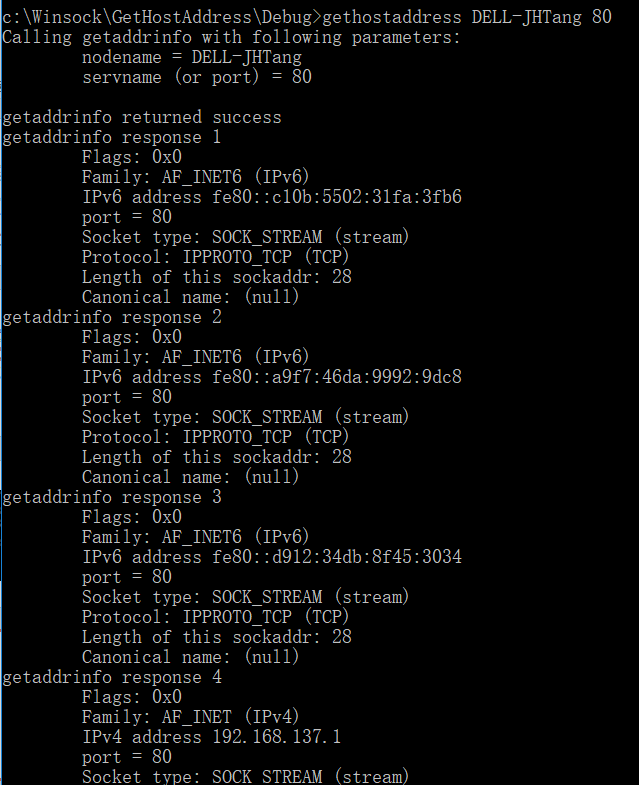 c:\Winsock\GetHostAddress\Debug>gethostaddress DELL-JHTang 80
Calling getaddrinfo with following parameters:
        nodename = DELL-JHTang
        servname (or port) = 80

getaddrinfo returned success
getaddrinfo response 1
        Flags: 0x0
        Family: AF_INET6 (IPv6)
        IPv6 address fe80::c10b:5502:31fa:3fb6
        port = 80
        Socket type: SOCK_STREAM (stream)
        Protocol: IPPROTO_TCP (TCP)
        Length of this sockaddr: 28
        Canonical name: (null)
getaddrinfo response 2
        Flags: 0x0
        Family: AF_INET6 (IPv6)
        IPv6 address fe80::a9f7:46da:9992:9dc8
        port = 80
        Socket type: SOCK_STREAM (stream)
        Protocol: IPPROTO_TCP (TCP)
        Length of this sockaddr: 28
        Canonical name: (null)
getaddrinfo response 3
        Flags: 0x0
        Family: AF_INET6 (IPv6)
        IPv6 address fe80::d912:34db:8f45:3034
        port = 80
        Socket type: SOCK_STREAM (stream)
        Protocol: IPPROTO_TCP (TCP)
        Length of this sockaddr: 28
        Canonical name: (null)
getaddrinfo response 4
        Flags: 0x0
        Family: AF_INET (IPv4)
        IPv4 address 192.168.137.1
        port = 80
        Socket type: SOCK_STREAM (stream)